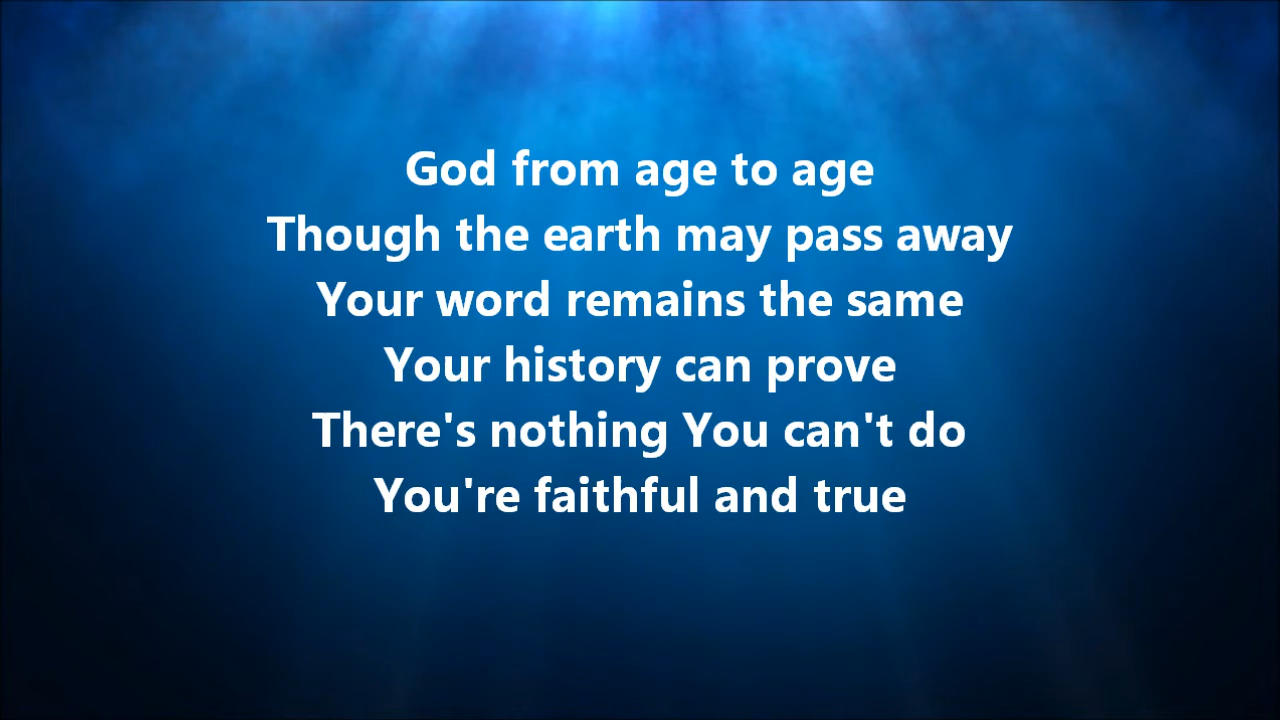 God from age to age
Though the earth may pass away
Your word remains the same
Your history can prove
There's nothing You can't do
You're faithful and true